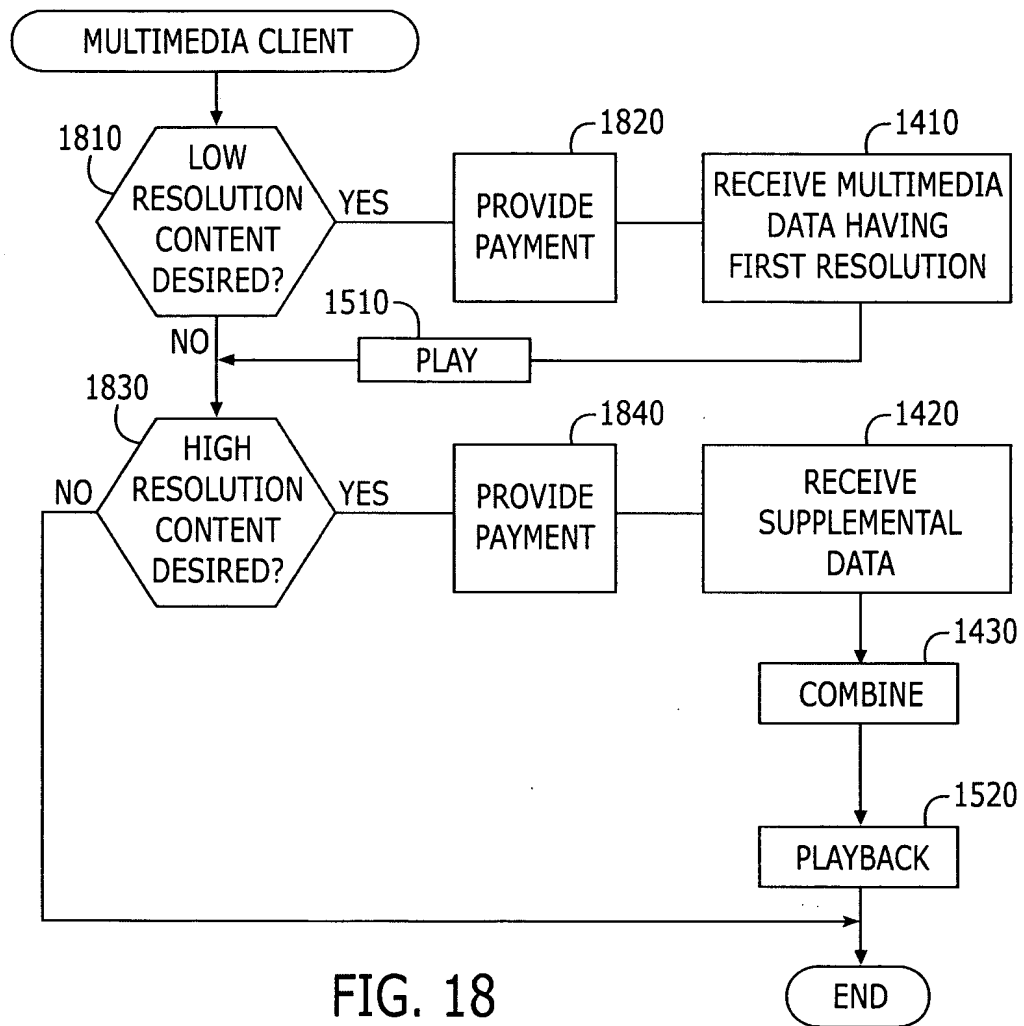 MULTIMEDIA CLIENT
1810
LOW
RESOLUTION
CONTENT
DESIRED?
YES
1820
PROVIDE
PAYMENT
1410
RECEIVE MULTIMEDIA
DATA HAVING
FIRST RESOLUTION
1510
PLAY
NO
1830
HIGH
RESOLUTION
CONTENT
DESIRED?
NO
YES
1840
PROVIDE
PAYMENT
1420
RECEIVE
SUPPLEMENTAL
DATA
1430
COMBINE
1520
PLAYBACK
END
FIG. 18